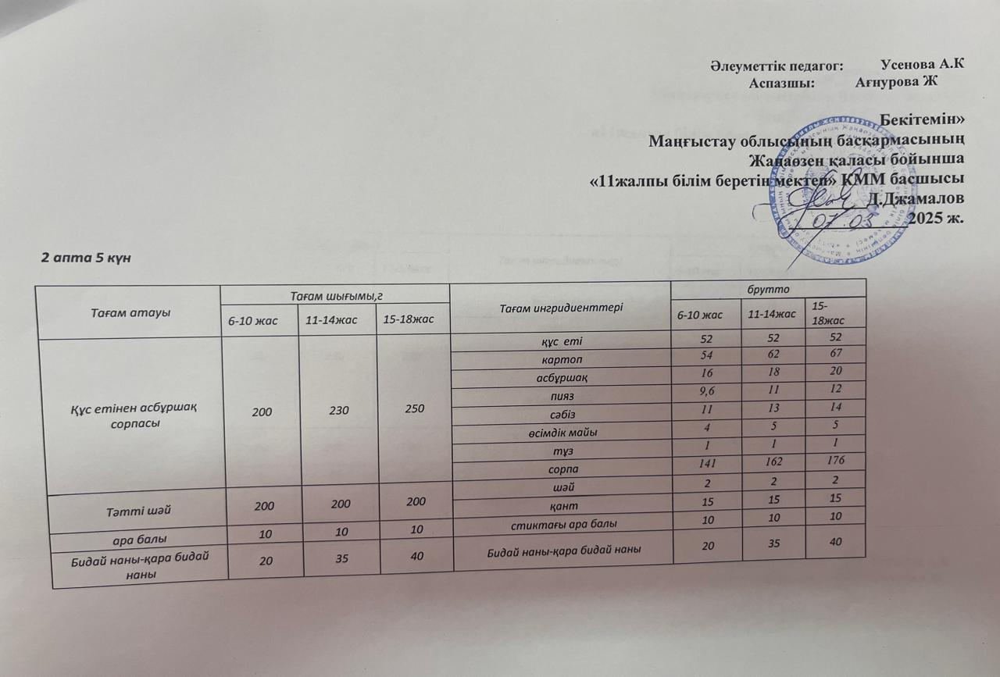 Әлеуметтік педагог: Усенова А.К
Аспазшы: Ағнурова Ж
Бекітемін»
Маңғыстау облысының басқармасының
Жаңаөзен қаласы бойынша
«11жалпы білім беретін мектеп» КММ басшысы
Д.Джамалов
07.03 2025 ж.
2 апта 5 күн
Тағам атауы Тағам шығымы,г Тағам ингридиенттері брутто
6-10 жас 11-14жас 15-18жас 6-10 жас 11-14жас 15-18жас
Құс етінен асбұршақ сорпасы 200 230 250 құс еті 52 52 52
картоп 54 62 67
асбұршақ 16 18 20
пияз 9,6 11 12
сәбіз 11 13 14
өсімдік майы 4 5 5
тұз 1 1 1
сорпа 141 162 176
Тәтті шәй 200 200 200 шәй 2 2 2
қант 15 15 15
ара балы 10 10 10 стиктағы ара балы 10 10 10
Бидай наны-қара бидай наны 20 35 40 Бидай наны-қара бидай наны 20 35 40